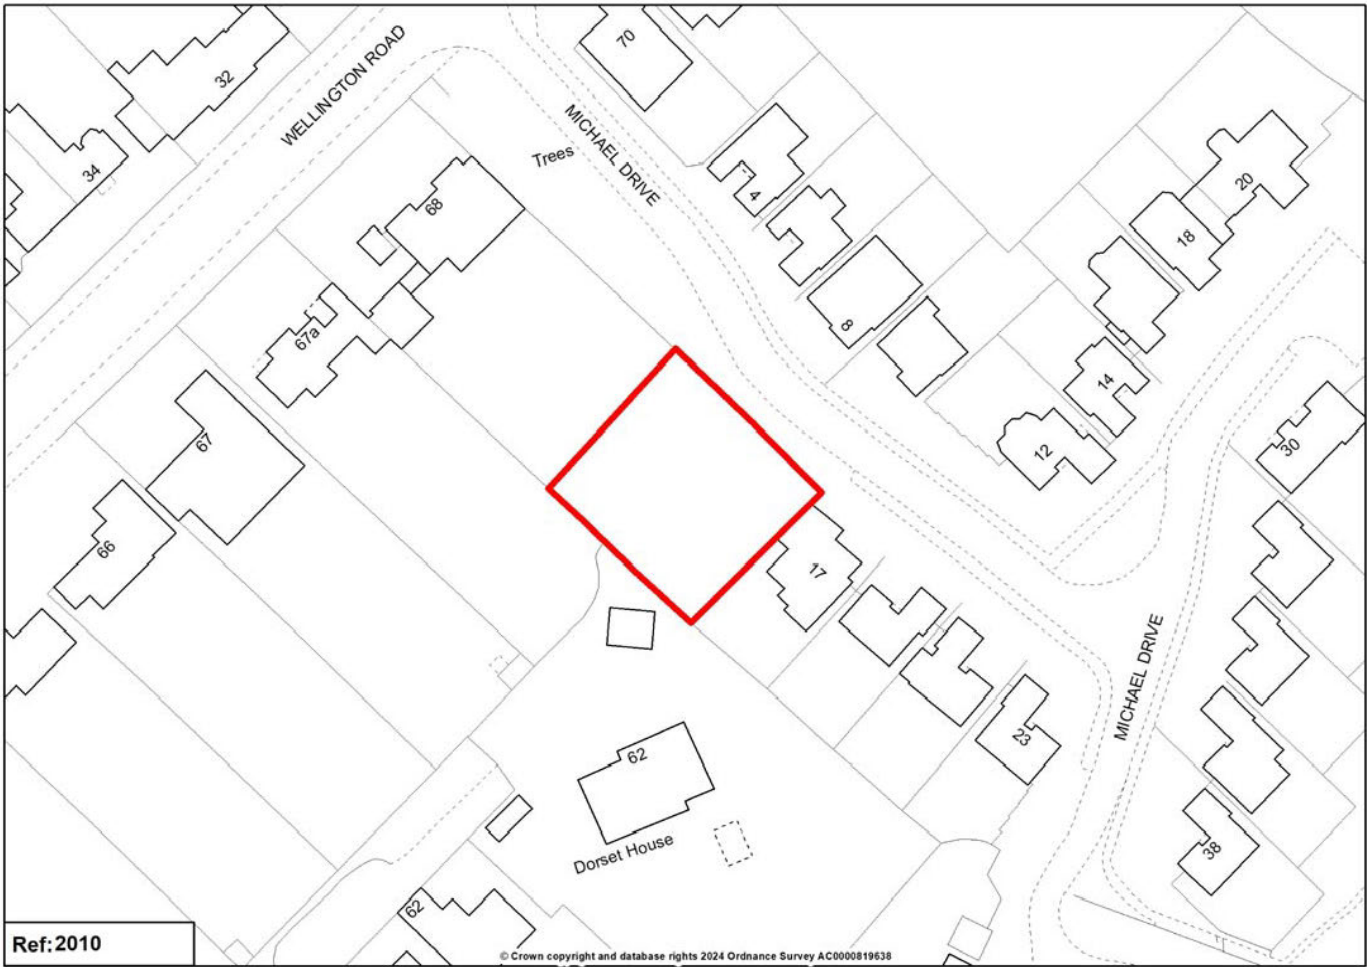 70
WELLINGTON ROAD
32
MICHAEL DRIVE
Trees
34
4
20
68
18
8
67a
14
67
12
30
66
17
MICHAEL DRIVE
23
62
Dorset House
38
62
Ref:2010
© Crown copyright and database rights 2024 Ordnance Survey AC0000819638